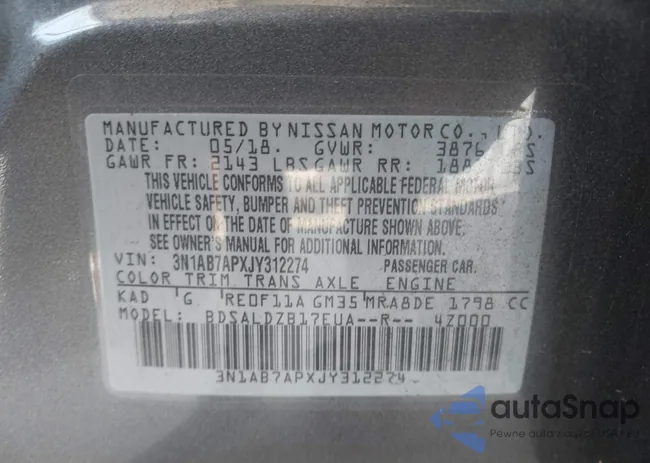 MANUFACTURED BY NISSAN MOTOR CO., LTD.
DATE: 05/18. GVWR: 3876
GAWR FR: 2143 LBS GAWR RR:
THIS VEHICLE CONFORMS TO ALL APPLICABLE FEDERAL MOTOR
VEHICLE SAFETY, BUMPER, AND THEFT PREVENTION STANDARDS
IN EFFECT ON THE DATE OF MANUFACTURE SHOWN ABOVE.
SEE OWNER'S MANUAL FOR ADDITIONAL INFORMATION.
VIN: 3N1AB7APXJY312274 PASSENGER CAR.
COLOR TRIM TRANS AXLE ENGINE
KAD G RE0F11A GM35 MRA8DE 1798 CC
MODEL: BDSALDZB17EUA--R-- 4Z000
3N1AB7APXJY312274
autoSnap